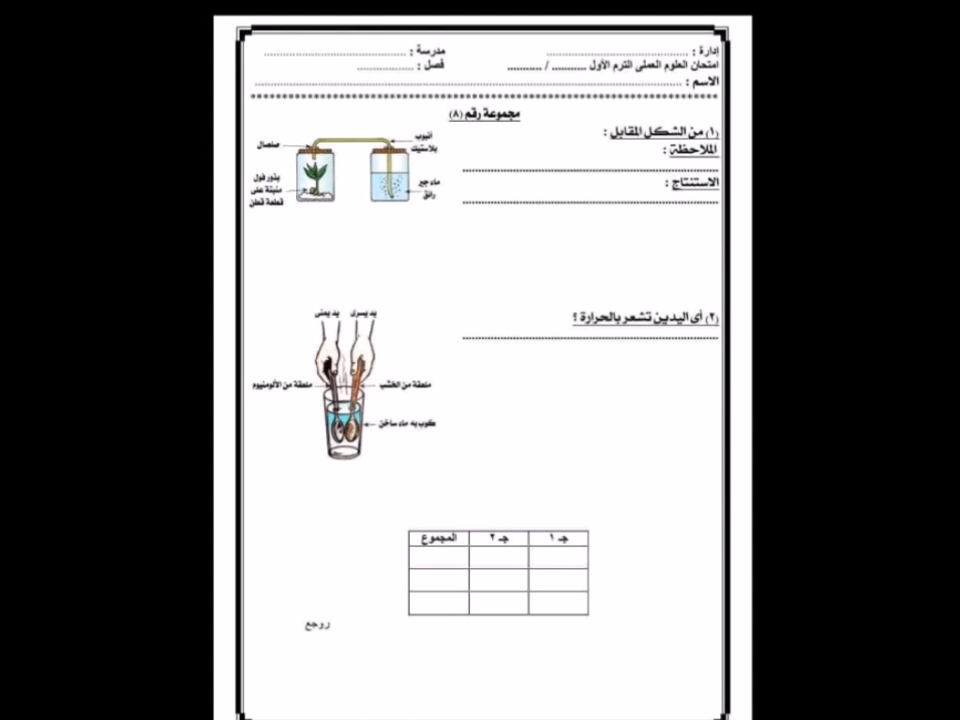 إدارة : .................................... مدرسة : ....................................
امتحان العلوم العملى الترم الأول ........... / ........... فصل : ...............
الاسم : ................................................................................
********************************************************************************
مجموعة رقم (٨)
(١) من الشكل المقابل :
الملاحظة :
................................................................
الاستنتاج :
................................................................
أنبوب
بلاستيك
صلصال
بذور فول
منبتة على
قطعة قطن
ماء جير
رائق
(٢) أى اليدين تشعر بالحرارة ؟
................................................................
يد يمنى يد يسرى
ملعقة من الألومنيوم ملعقة من الخشب
كوب به ماء ساخن
جـ ١ جـ ٢ المجموع
روجع